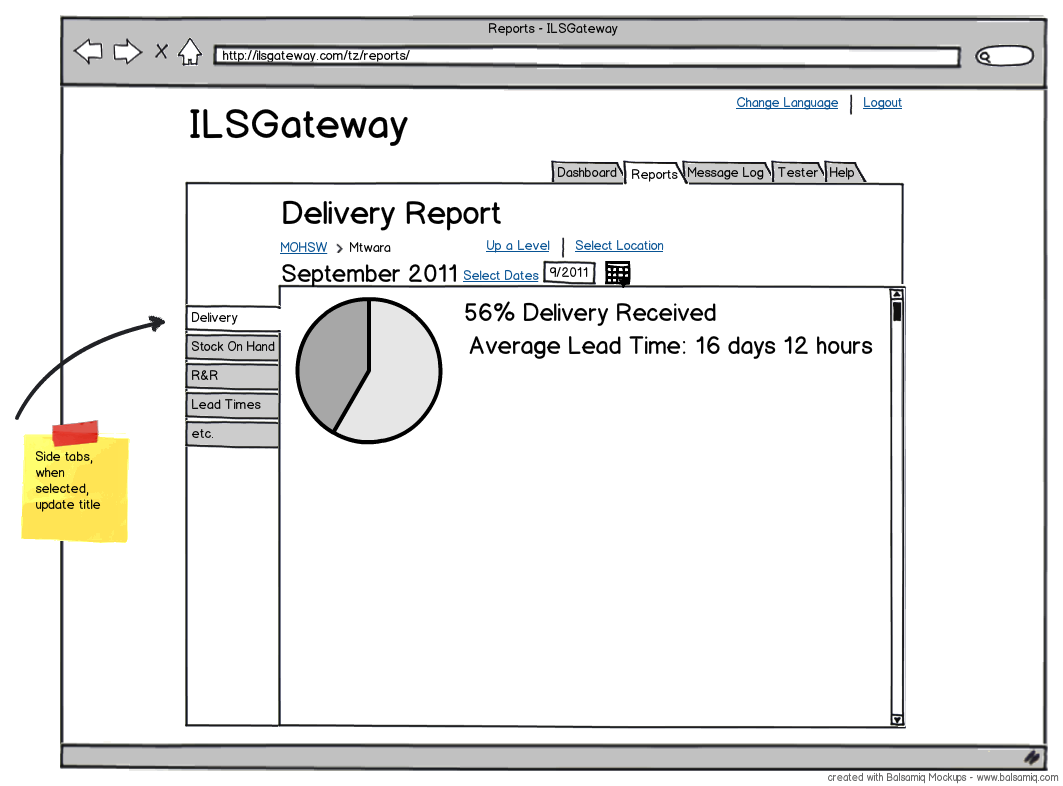 Reports - ILSGateway
http://ilsgateway.com/tz/reports/
Change Language | Logout
ILSGateway
Dashboard Reports Message Log Tester Help
Delivery Report
MOHSW > Mtwara Up a Level | Select Location
September 2011 Select Dates 9/2011
Delivery
Stock On Hand
R&R
Lead Times
etc.
56% Delivery Received
Average Lead Time: 16 days 12 hours
Side tabs,
when
selected,
update title
created with Balsamiq Mockups - www.balsamiq.com